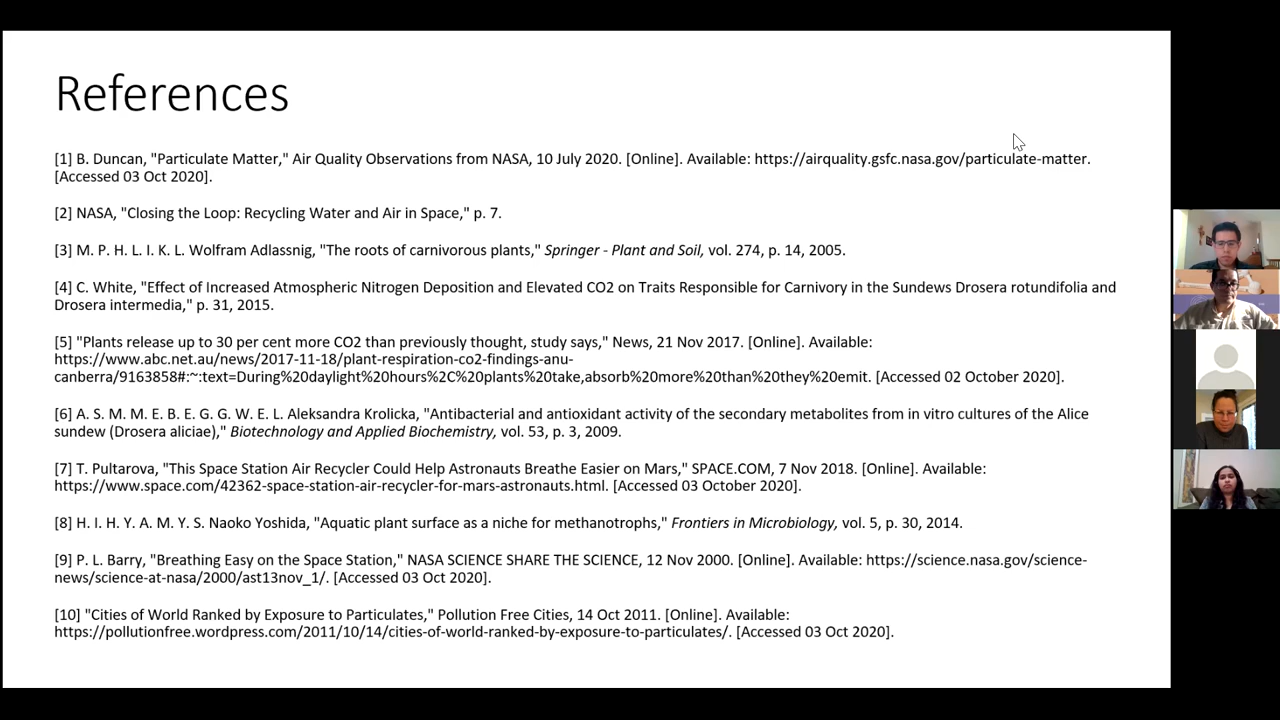 References
[1] B. Duncan, "Particulate Matter," Air Quality Observations from NASA, 10 July 2020. [Online]. Available: https://airquality.gsfc.nasa.gov/particulate-matter.
[Accessed 03 Oct 2020].
[2] NASA, "Closing the Loop: Recycling Water and Air in Space," p. 7.
[3] M. P. H. L. I. K. L. Wolfram Adlassnig, "The roots of carnivorous plants," Springer - Plant and Soil, vol. 274, p. 14, 2005.
[4] C. White, "Effect of Increased Atmospheric Nitrogen Deposition and Elevated CO2 on Traits Responsible for Carnivory in the Sundews Drosera rotundifolia and
Drosera intermedia," p. 31, 2015.
[5] "Plants release up to 30 per cent more CO2 than previously thought, study says," News, 21 Nov 2017. [Online]. Available:
https://www.abc.net.au/news/2017-11-18/plant-respiration-co2-findings-anu-
canberra/9163858#:~:text=During%20daylight%20hours%2C%20plants%20take,absorb%20more%20than%20they%20emit. [Accessed 02 October 2020].
[6] A. S. M. M. E. B. E. G. G. W. E. L. Aleksandra Krolicka, "Antibacterial and antioxidant activity of the secondary metabolites from in vitro cultures of the Alice
sundew (Drosera aliciae)," Biotechnology and Applied Biochemistry, vol. 53, p. 3, 2009.
[7] T. Pultarova, "This Space Station Air Recycler Could Help Astronauts Breathe Easier on Mars," SPACE.COM, 7 Nov 2018. [Online]. Available:
https://www.space.com/42362-space-station-air-recycler-for-mars-astronauts.html. [Accessed 03 October 2020].
[8] H. I. H. Y. A. M. Y. S. Naoko Yoshida, "Aquatic plant surface as a niche for methanotrophs," Frontiers in Microbiology, vol. 5, p. 30, 2014.
[9] P. L. Barry, "Breathing Easy on the Space Station," NASA SCIENCE SHARE THE SCIENCE, 12 Nov 2000. [Online]. Available: https://science.nasa.gov/science-
news/science-at-nasa/2000/ast13nov_1/. [Accessed 03 Oct 2020].
[10] "Cities of World Ranked by Exposure to Particulates," Pollution Free Cities, 14 Oct 2011. [Online]. Available:
https://pollutionfree.wordpress.com/2011/10/14/cities-of-world-ranked-by-exposure-to-particulates/. [Accessed 03 Oct 2020].